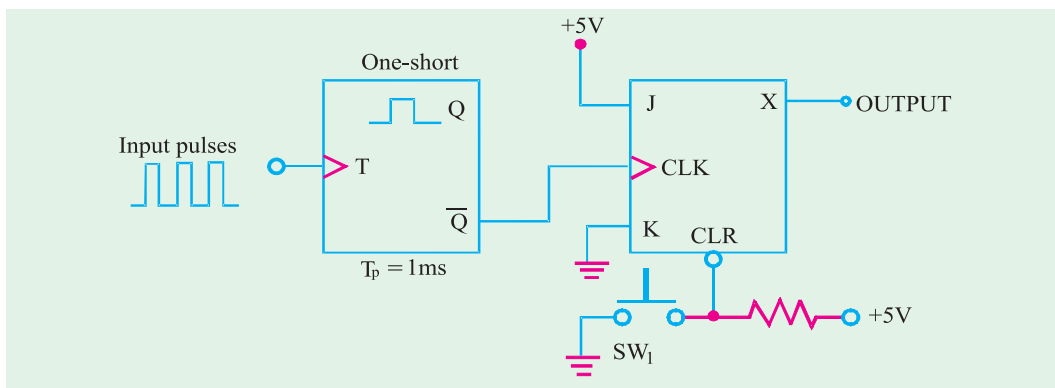 +5V
One-short
Q
J
X
OUTPUT
Input pulses
T
CLK
Q̅
K
CLR
Tp = 1ms
+5V
SW1